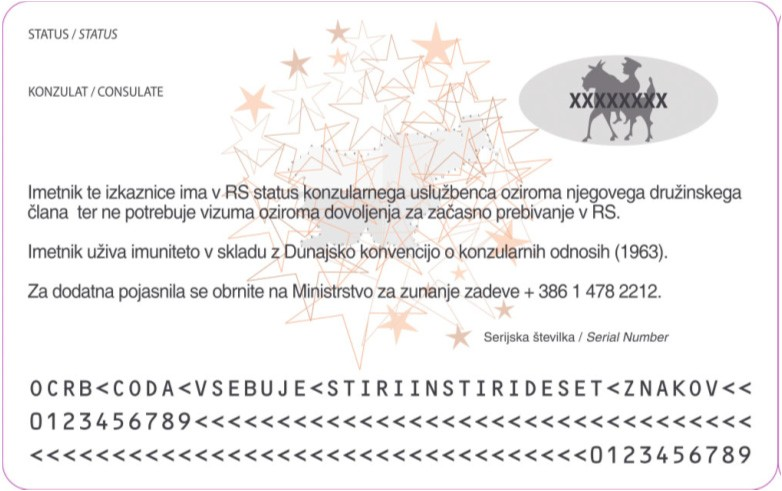 STATUS / STATUS
KONZULAT / CONSULATE
XXXXXXXX
Imetnik te izkaznice ima v RS status konzularnega uslužbenca oziroma njegovega družinskega
člana  ter ne potrebuje vizuma oziroma dovoljenja za začasno prebivanje v RS.
Imetnik uživa imuniteto v skladu z Dunajsko konvencijo o konzularnih odnosih (1963).
Za dodatna pojasnila se obrnite na Ministrstvo za zunanje zadeve + 386 1 478 2212.
Serijska številka / Serial Number
OCRB<CODA<VSEBUJE<STIRIINSTIRIDESET<ZNAKOV<<
0123456789<<<<<<<<<<<<<<<<<<<<<<<<<<<<<<<<<<
<<<<<<<<<<<<<<<<<<<<<<<<<<<<<<<<<<0123456789